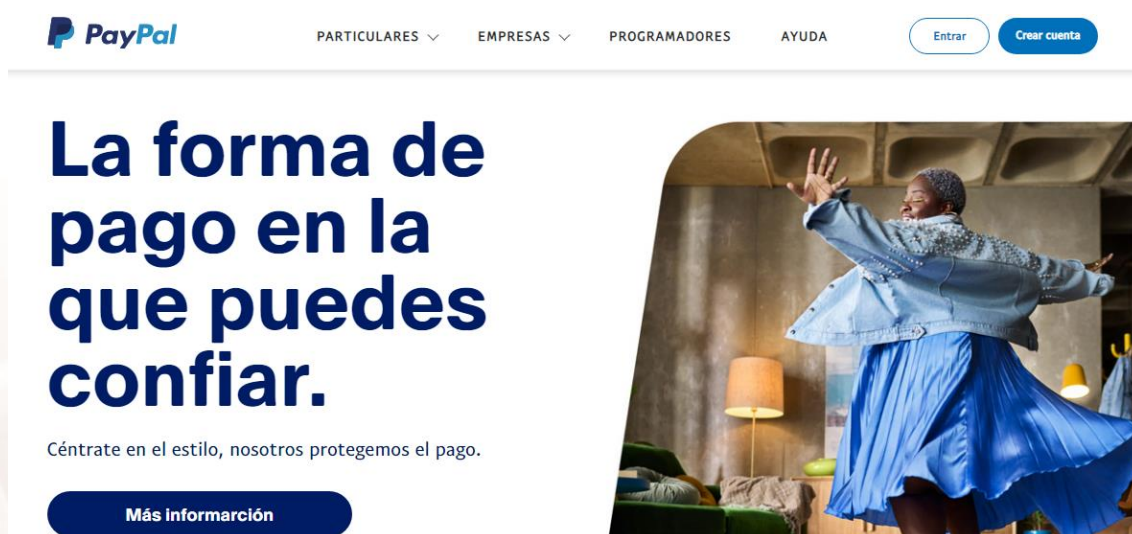 PayPal PARTICULARES EMPRESAS PROGRAMADORES AYUDA Entrar Crear cuenta
La forma de
pago en la
que puedes
confiar.
Céntrate en el estilo, nosotros protegemos el pago.
Más informarción